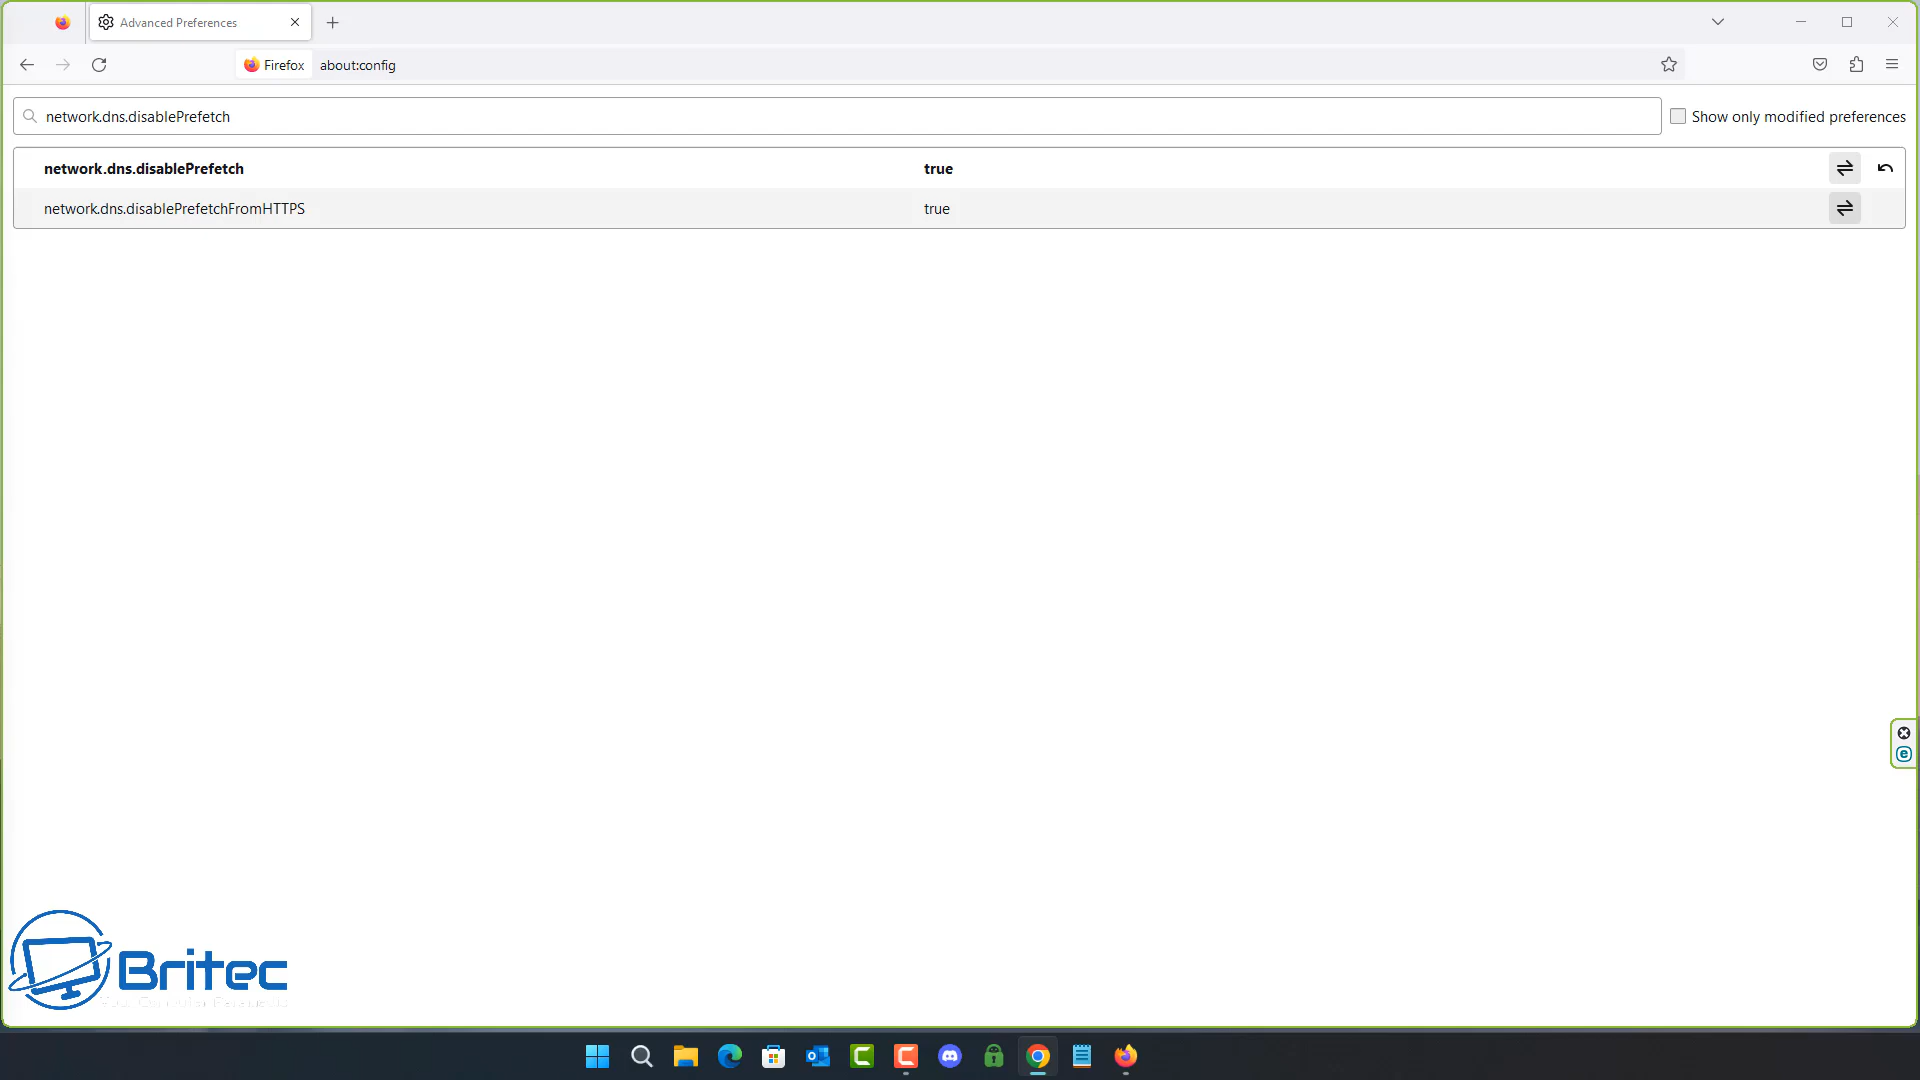 Advanced Preferences
Firefox about:config
network.dns.disablePrefetch
Show only modified preferences
network.dns.disablePrefetch true
network.dns.disablePrefetchFromHTTPS true
Britec